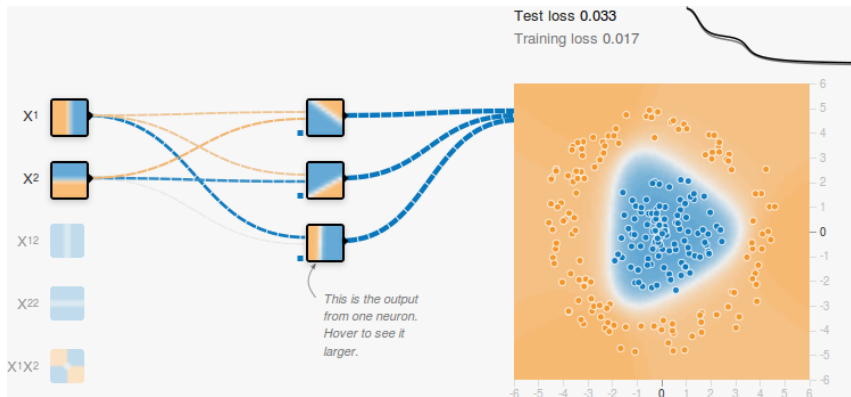 Test loss 0.033
Training loss 0.017
X1
X2
X12
X22
X1X2
This is the output
from one neuron.
Hover to see it
larger.
6
5
4
3
2
1
0
-1
-2
-3
-4
-5
-6
-6 -5 -4 -3 -2 -1 0 1 2 3 4 5 6